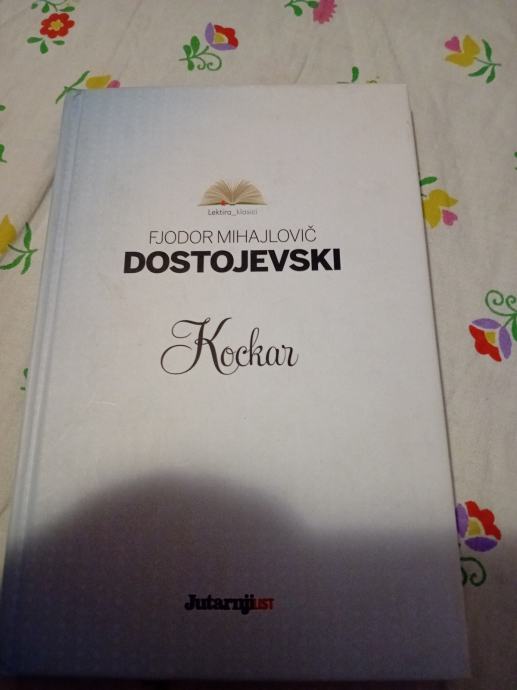 Lektira_klasici
FJODOR MIHAJLOVIČ
DOSTOJEVSKI
Kockar
JutarnjiLIST